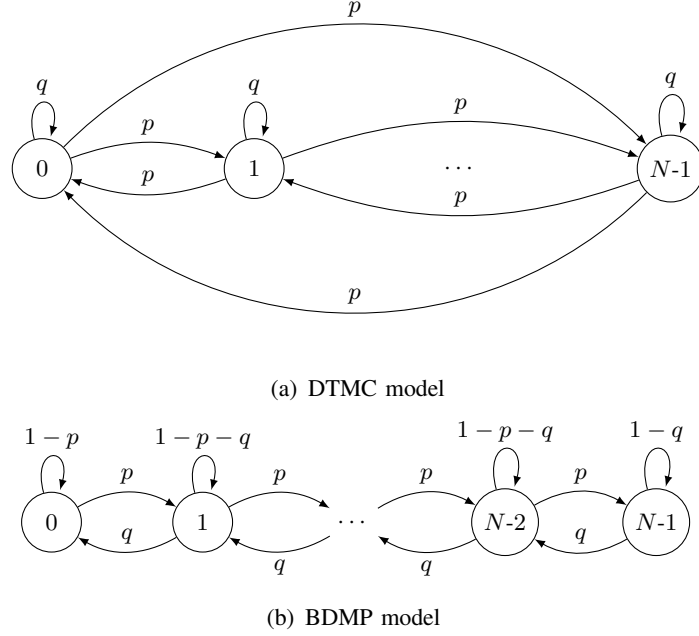 p
q q q
p p
0 1 ... N-1
p p
p
(a) DTMC model
1 − p 1 − p − q 1 − p − q 1 − q
p p p p
0 1 ... N-2 N-1
q q q q
(b) BDMP model